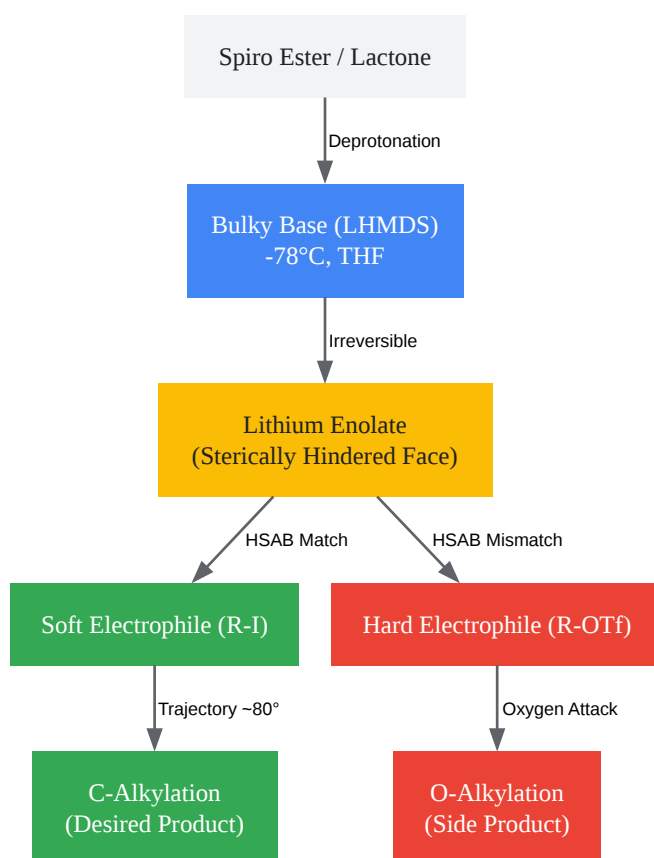 Spiro Ester / Lactone
Deprotonation
Bulky Base (LHMDS)
-78°C, THF
Irreversible
Lithium Enolate
(Sterically Hindered Face)
HSAB Match
HSAB Mismatch
Soft Electrophile (R-I)
Hard Electrophile (R-OTf)
Trajectory ~80°
Oxygen Attack
C-Alkylation
(Desired Product)
O-Alkylation
(Side Product)